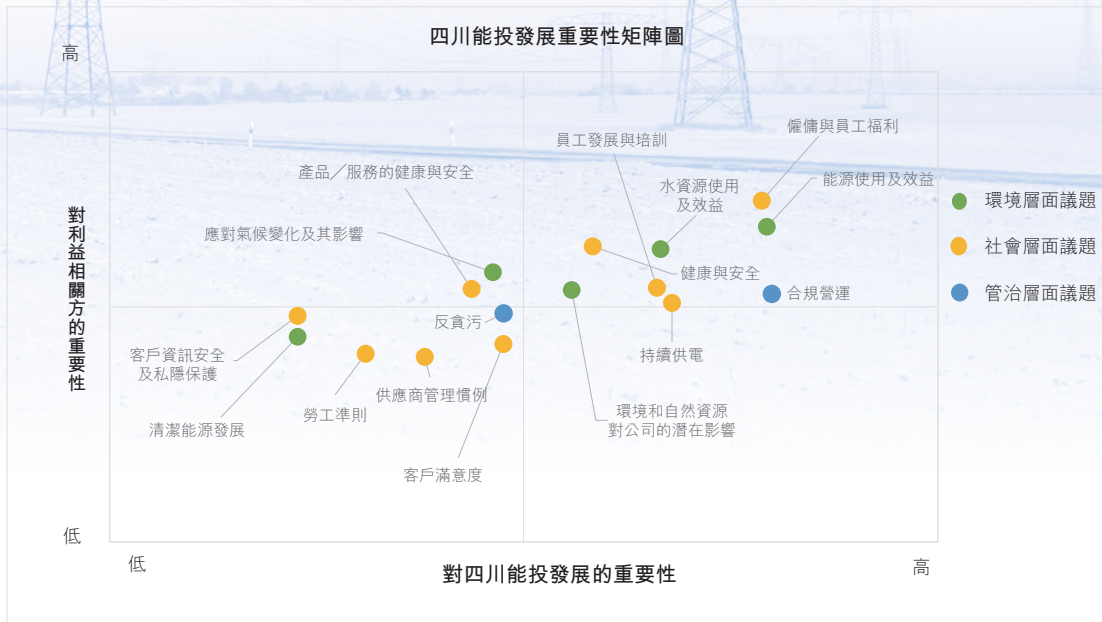 四川能投發展重要性矩陣圖
高
僱傭與員工福利
員工發展與培訓
產品／服務的健康與安全
水資源使用
及效益
能源使用及效益
環境層面議題
應對氣候變化及其影響
社會層面議題
健康與安全
合規營運
管治層面議題
對利益相關方的重要性
反貪污
客戶資訊安全
及私隱保護
持續供電
供應商管理慣例
勞工準則
環境和自然資源
對公司的潛在影響
清潔能源發展
客戶滿意度
低
低
對四川能投發展的重要性
高